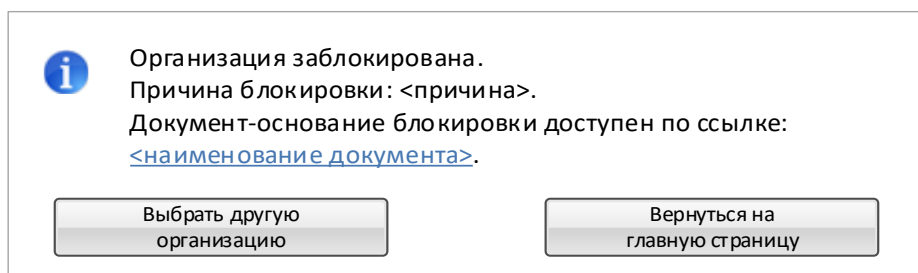 Организация заблокирована.
Причина блокировки: <причина>.
Документ-основание блокировки доступен по ссылке:
<наименование документа>.
Выбрать другую
организацию
Вернуться на
главную страницу